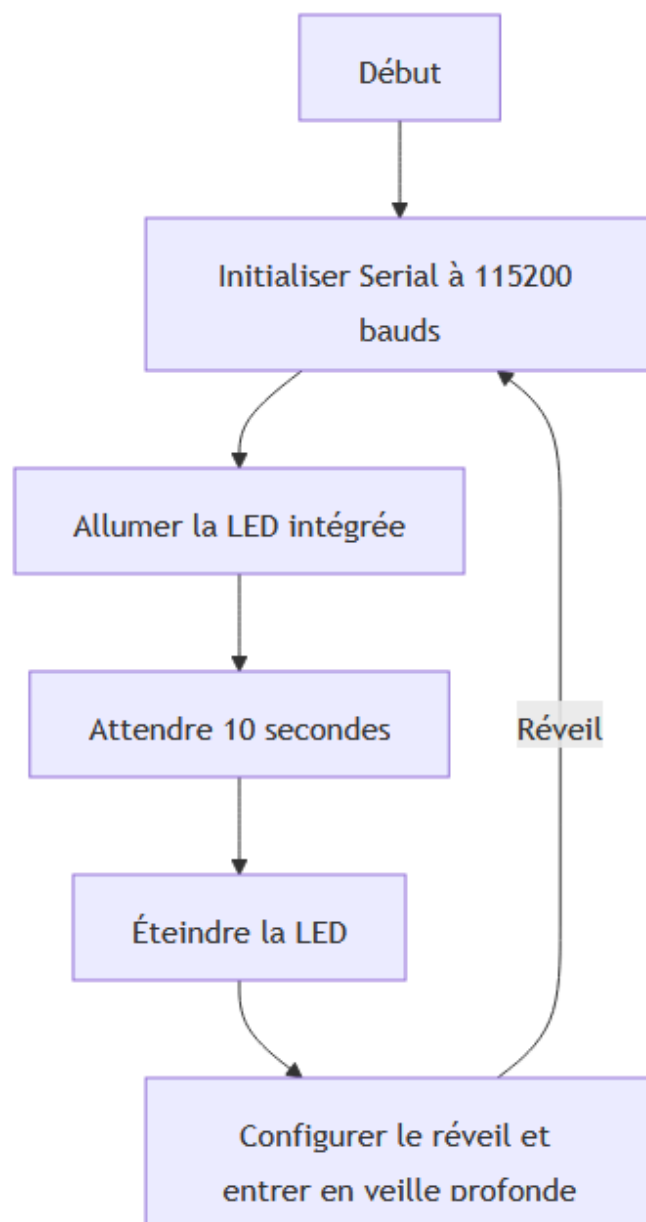 Début
Initialiser Serial à 115200
bauds
Allumer la LED intégrée
Attendre 10 secondes
Réveil
Éteindre la LED
Configurer le réveil et
entrer en veille profonde